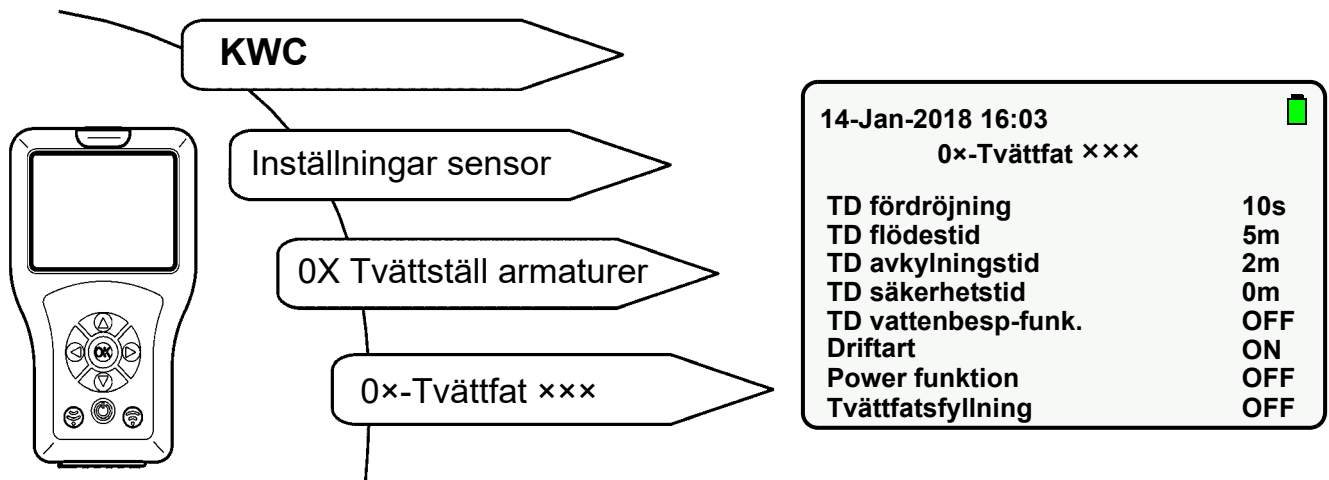 KWC
Inställningar sensor
0X Tvättställ armaturer
0×-Tvättfat ×××
OK
14-Jan-2018 16:03
0×-Tvättfat ×××
TD fördröjning 10s
TD flödestid 5m
TD avkylningstid 2m
TD säkerhetstid 0m
TD vattenbesp-funk. OFF
Driftart ON
Power funktion OFF
Tvättfatsfyllning OFF